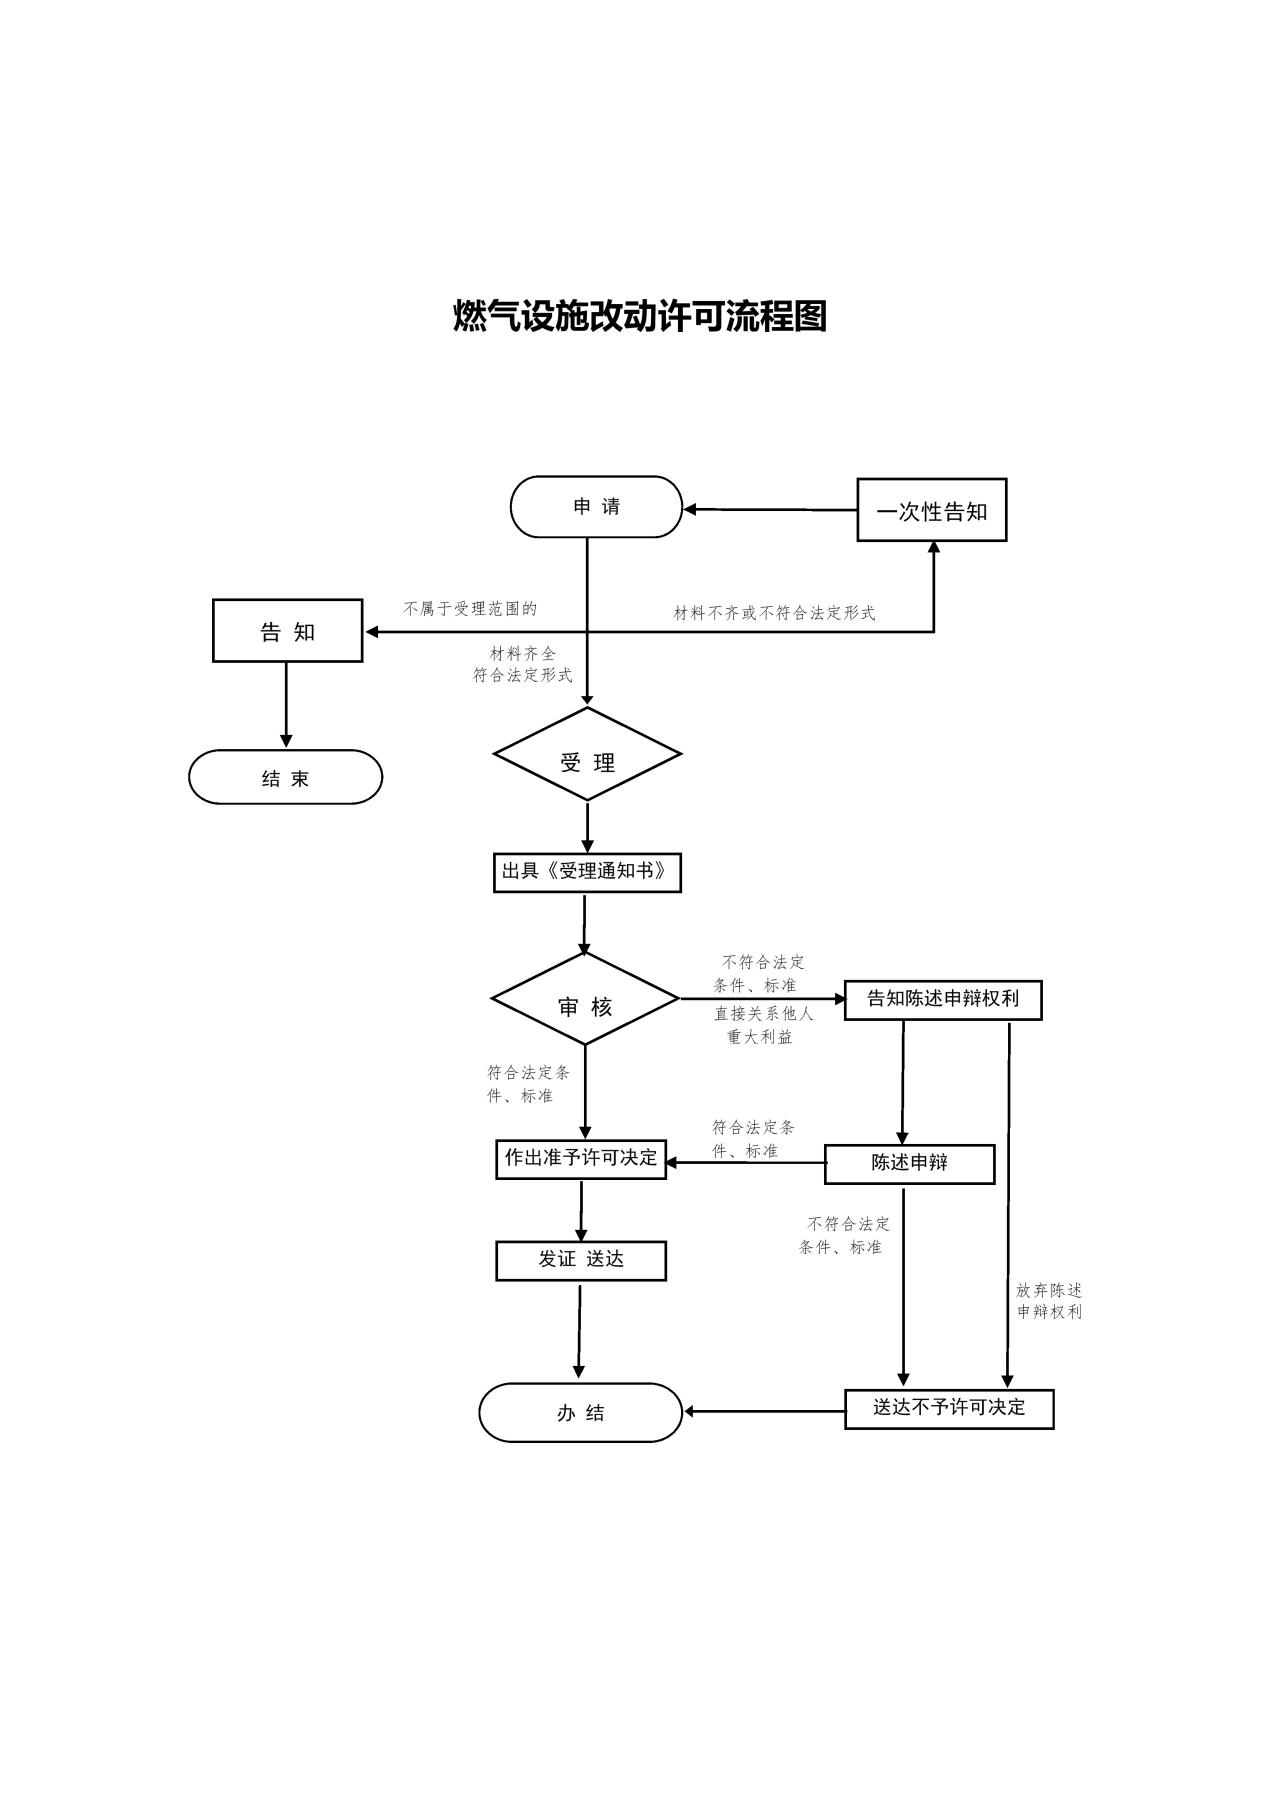 燃气设施改动许可流程图
申 请
一次性告知
不属于受理范围的
材料不齐或不符合法定形式
告 知
材料齐全
符合法定形式
受 理
结 束
出具《受理通知书》
不符合法定
条件、标准
审 核
告知陈述申辩权利
直接关系他人
重大利益
符合法定条
件、标准
符合法定条
件、标准
作出准予许可决定
陈述申辩
不符合法定
条件、标准
发证 送达
放弃陈述
申辩权利
办 结
送达不予许可决定